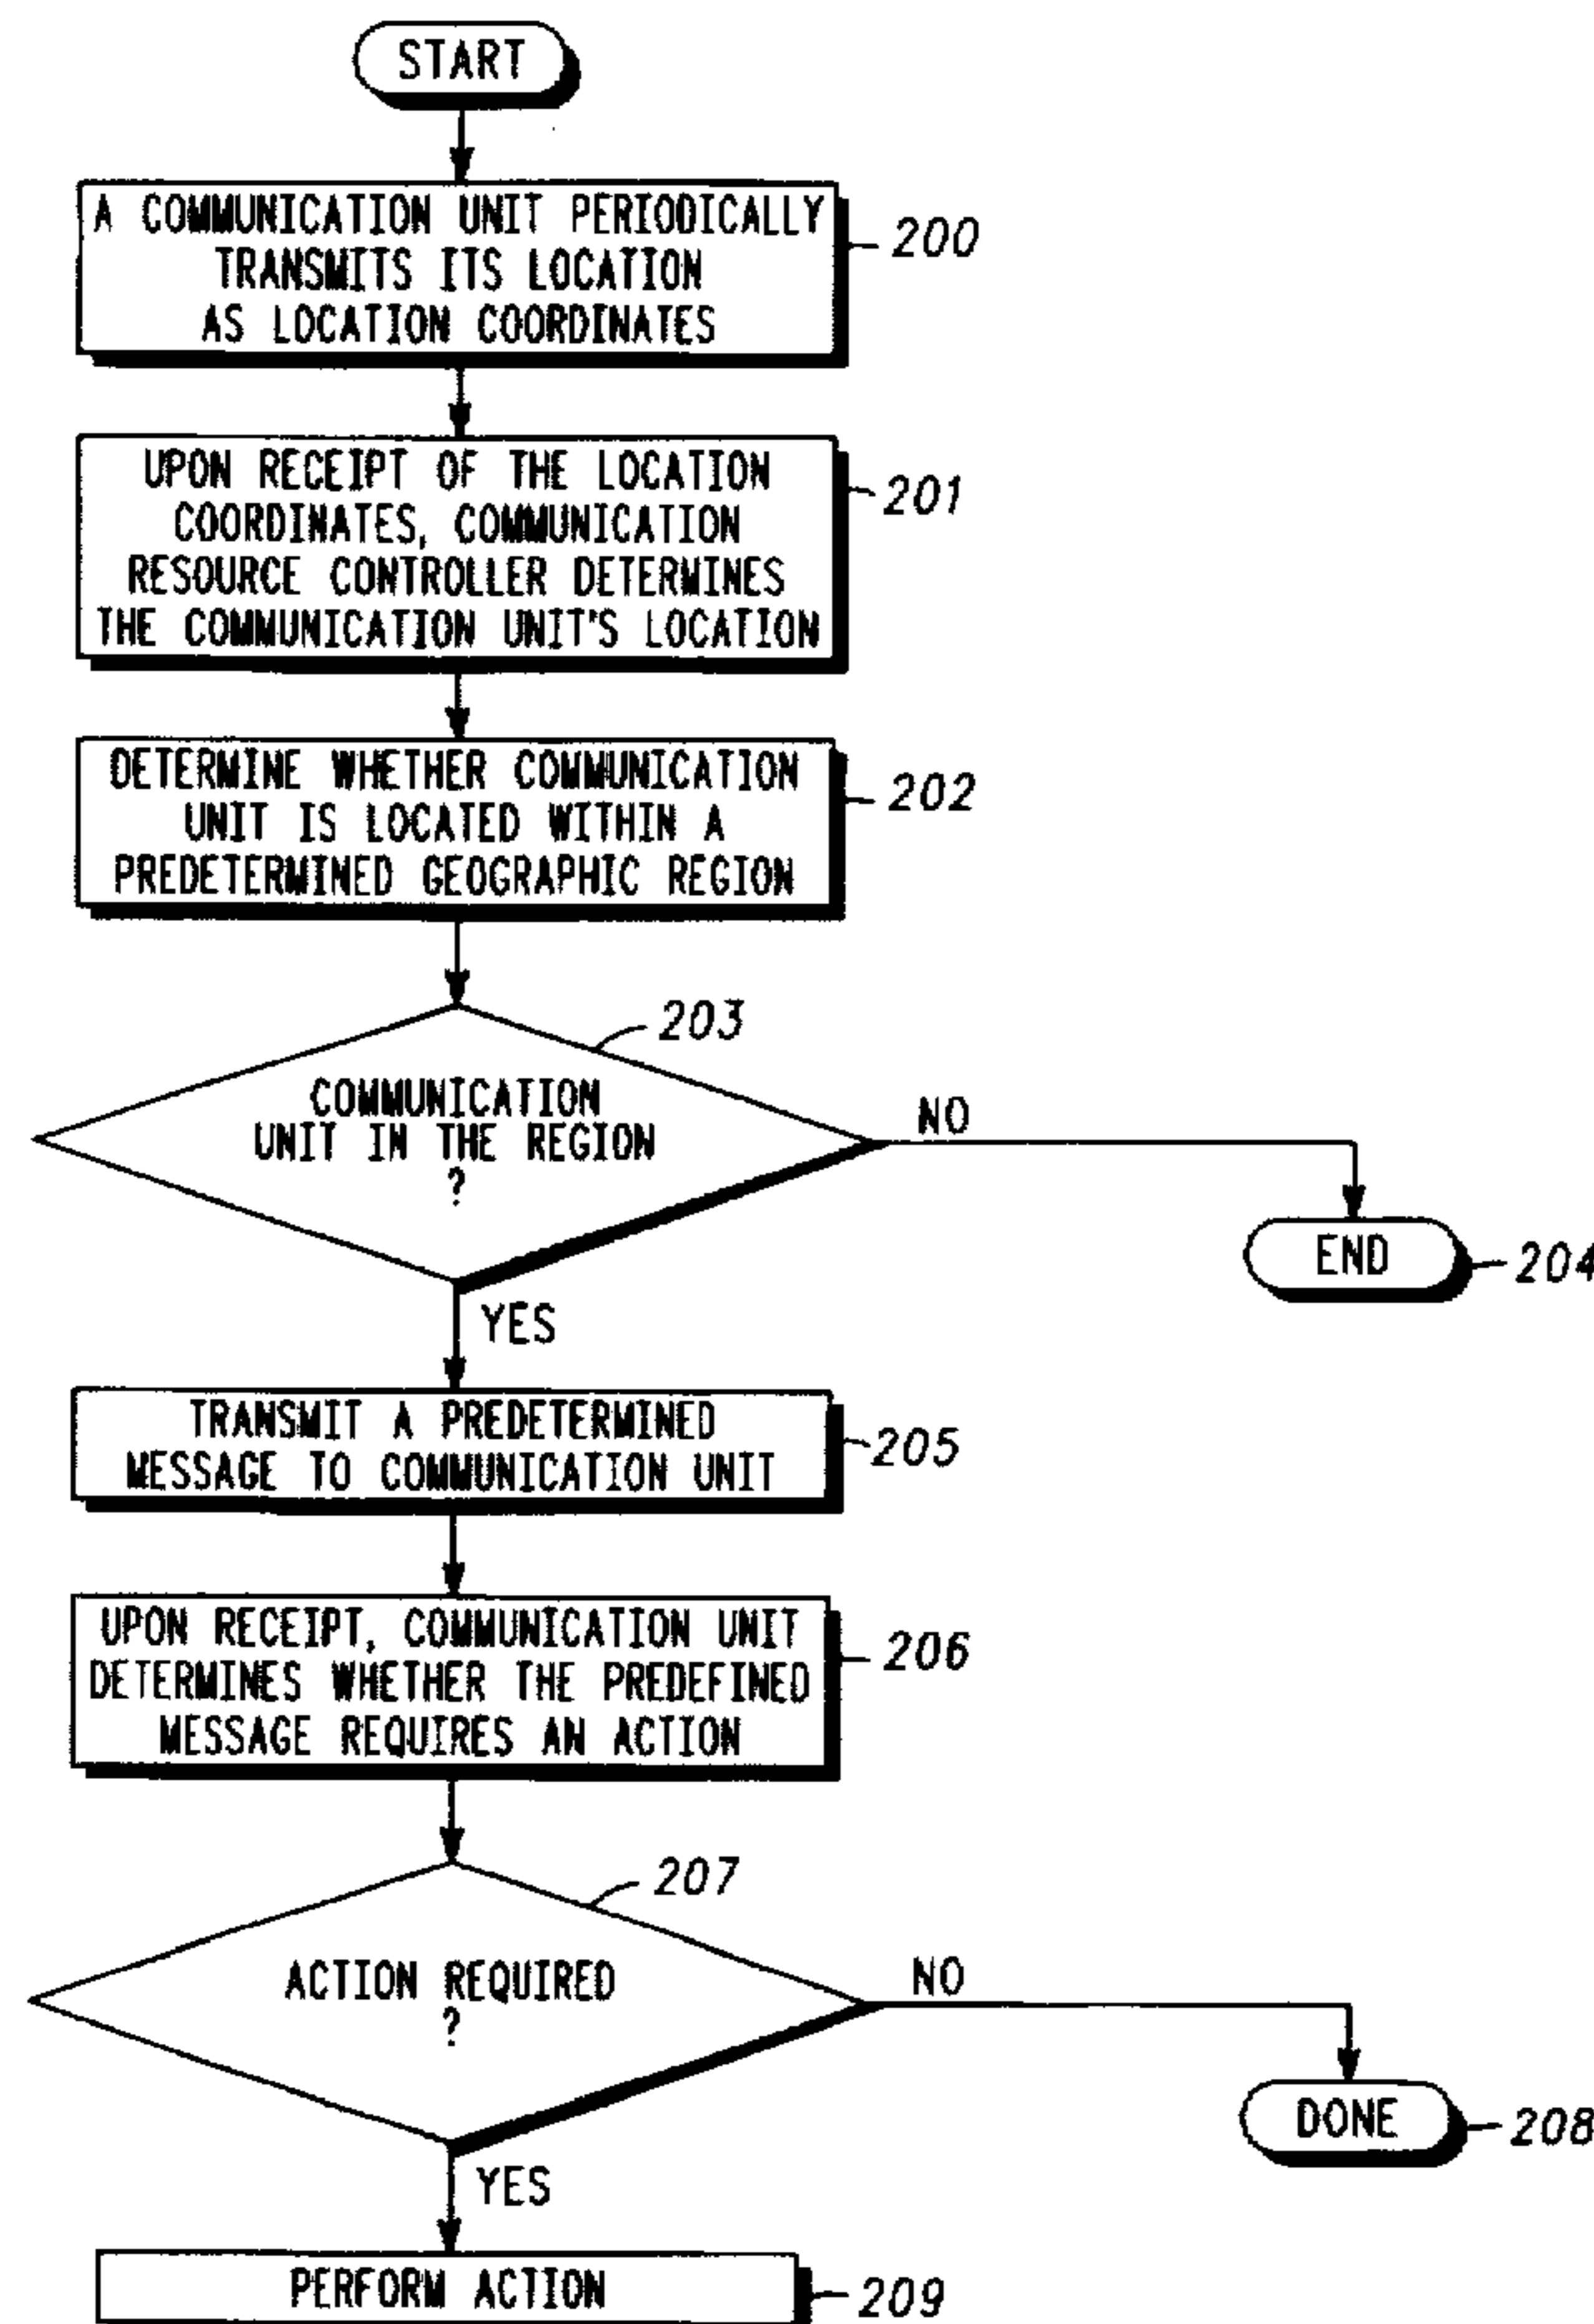 START
A COMMUNICATION UNIT PERIODICALLY
TRANSMITS ITS LOCATION
AS LOCATION COORDINATES
200
UPON RECEIPT OF THE LOCATION
COORDINATES, COMMUNICATION
RESOURCE CONTROLLER DETERMINES
THE COMMUNICATION UNIT'S LOCATION
201
DETERMINE WHETHER COMMUNICATION
UNIT IS LOCATED WITHIN A
PREDETERMINED GEOGRAPHIC REGION
202
203
COMMUNICATION
UNIT IN THE REGION
?
NO
END
204
YES
TRANSMIT A PREDETERMINED
MESSAGE TO COMMUNICATION UNIT
205
UPON RECEIPT, COMMUNICATION UNIT
DETERMINES WHETHER THE PREDEFINED
MESSAGE REQUIRES AN ACTION
206
207
ACTION REQUIRED
?
NO
DONE
208
YES
PERFORM ACTION
209